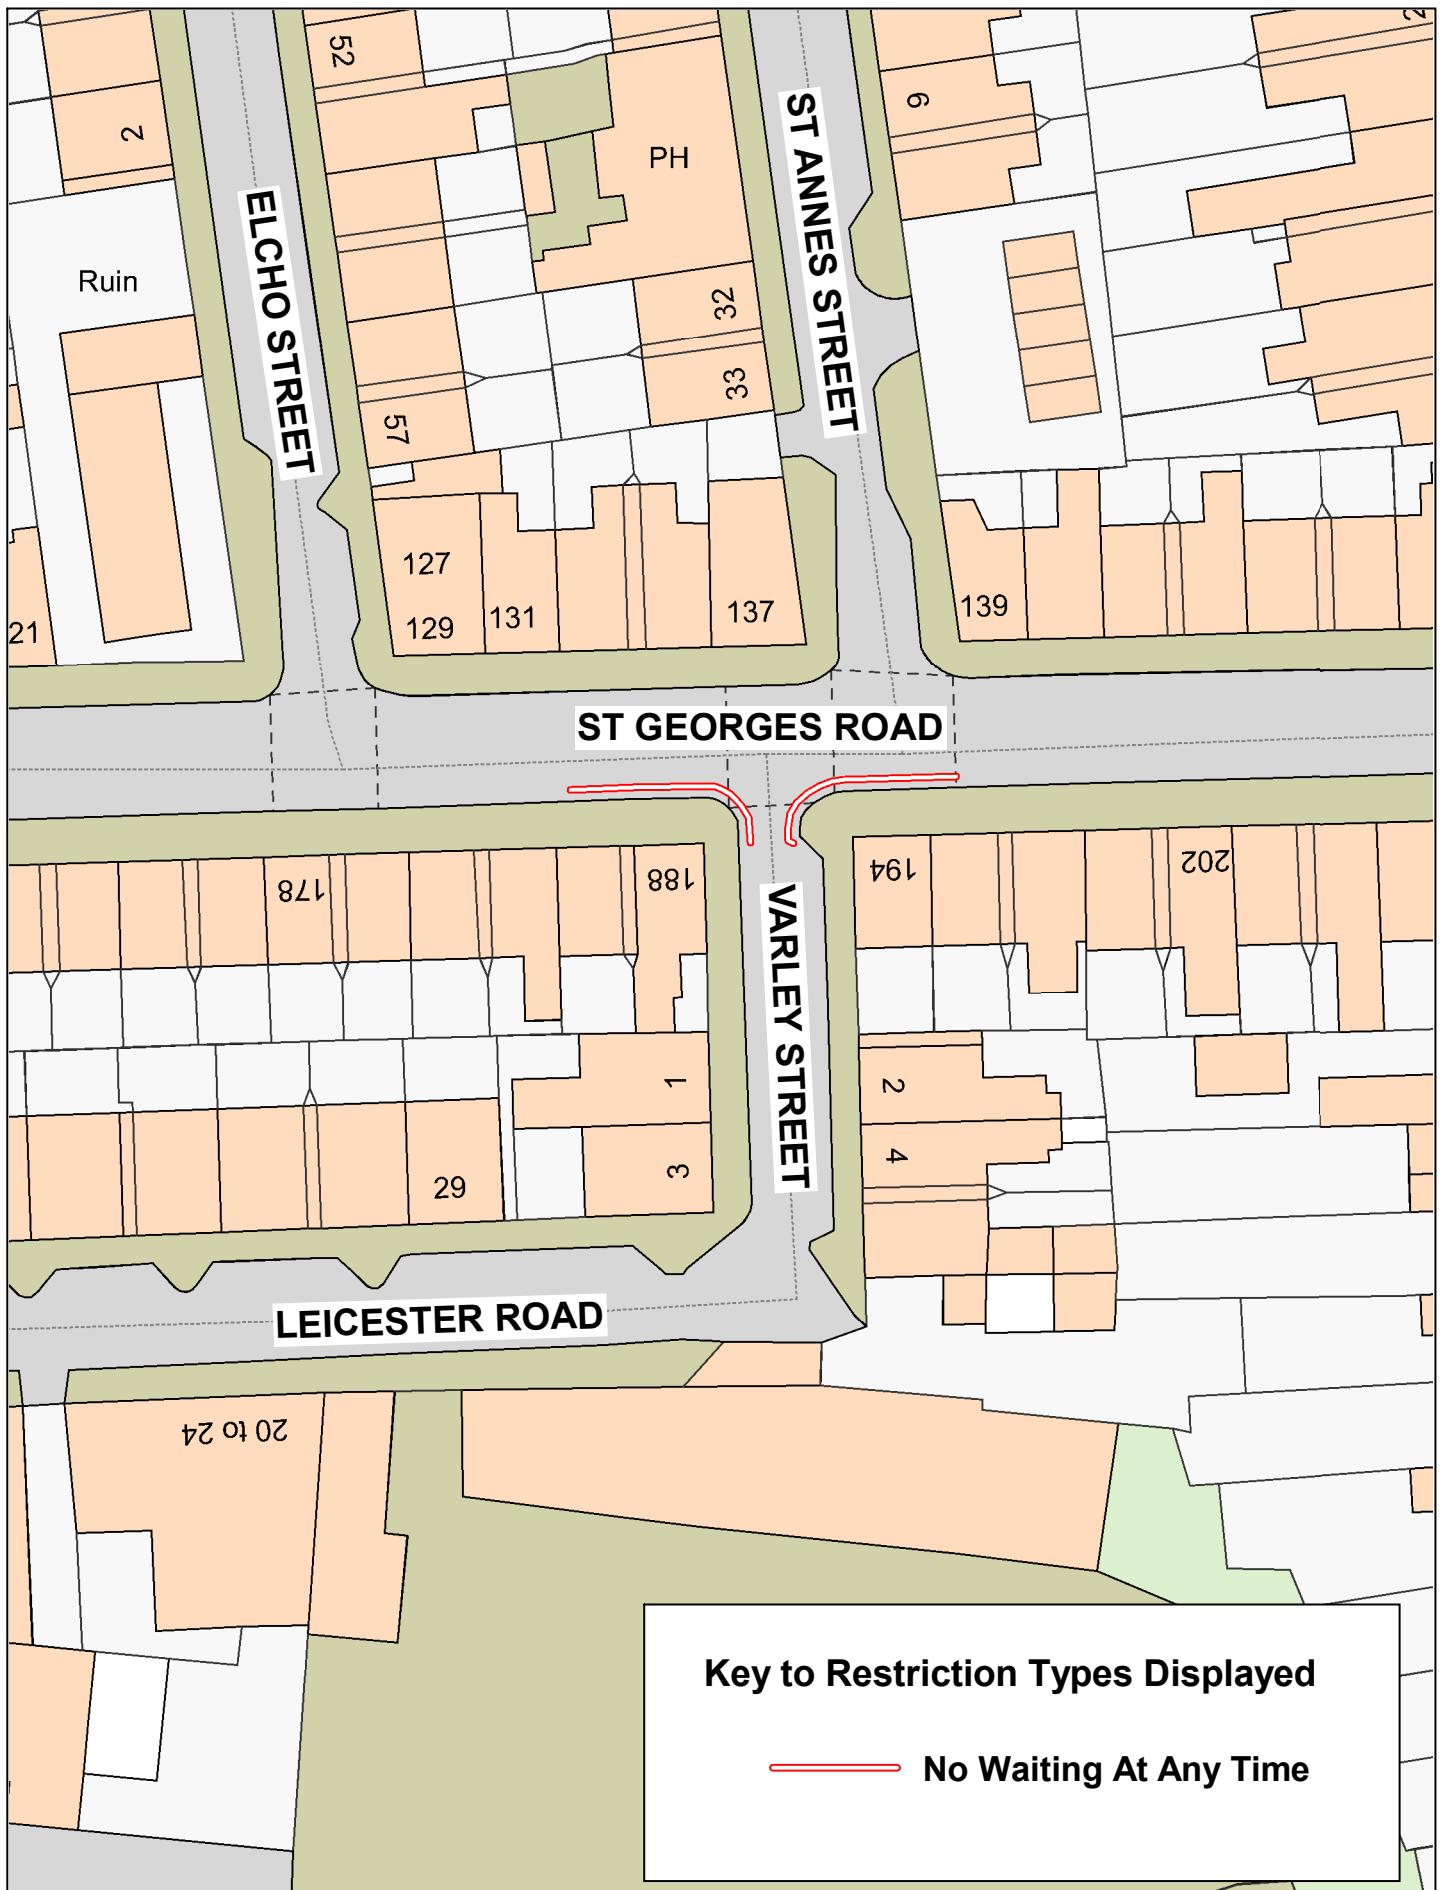 52
2
6
2
PH
ST ANNES STREET
ELCHO STREET
Ruin
32
33
57
127
129
131
137
139
21
ST GEORGES ROAD
178
188
194
202
VARLEY STREET
1
2
3
4
29
LEICESTER ROAD
20 to 24
Key to Restriction Types Displayed
No Waiting At Any Time